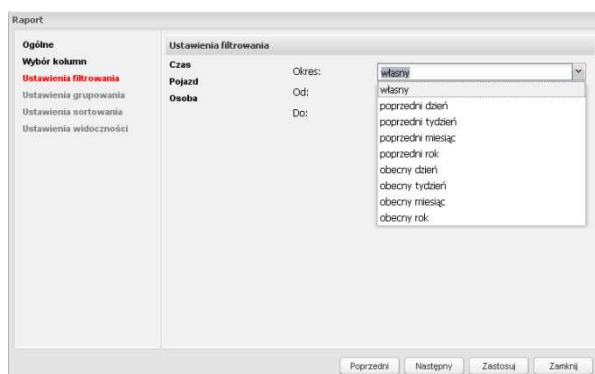 Raport
Ogólne
Wybór kolumn
Ustawienia filtrowania
Ustawienia grupowania
Ustawienia sortowania
Ustawienia widoczności
Ustawienia filtrowania
Czas
Pojazd
Osoba
Okres:
Od:
Do:
własny
własny
poprzedni dzień
poprzedni tydzień
poprzedni miesiąc
poprzedni rok
obecny dzień
obecny tydzień
obecny miesiąc
obecny rok
Poprzedni Następny Zastosuj Zamknij